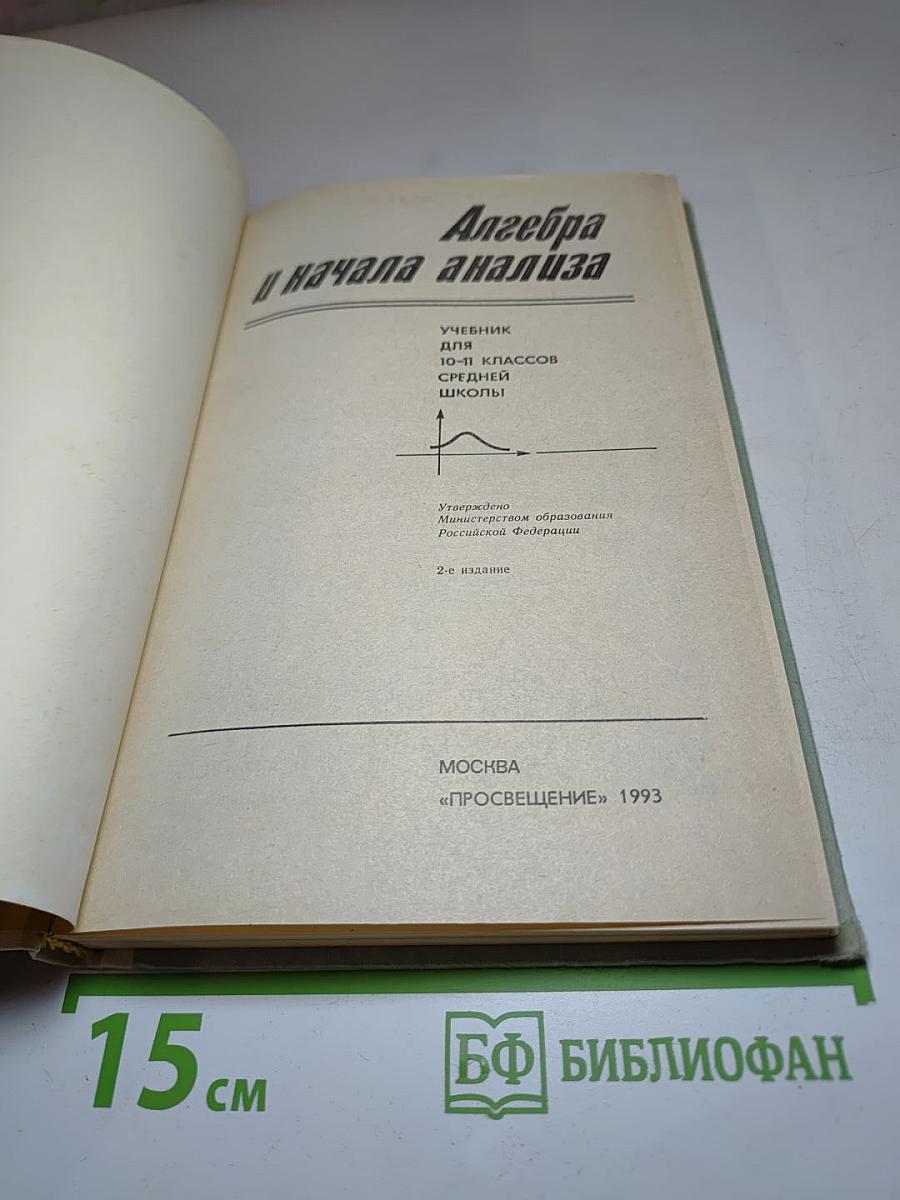 Алгебра
и начала анализа
УЧЕБНИК
ДЛЯ
10–11 КЛАССОВ
СРЕДНЕЙ
ШКОЛЫ
Утверждено
Министерством образования
Российской Федерации
2-е издание
МОСКВА
«ПРОСВЕЩЕНИЕ» 1993
15 см
БФ БИБЛИОФАН